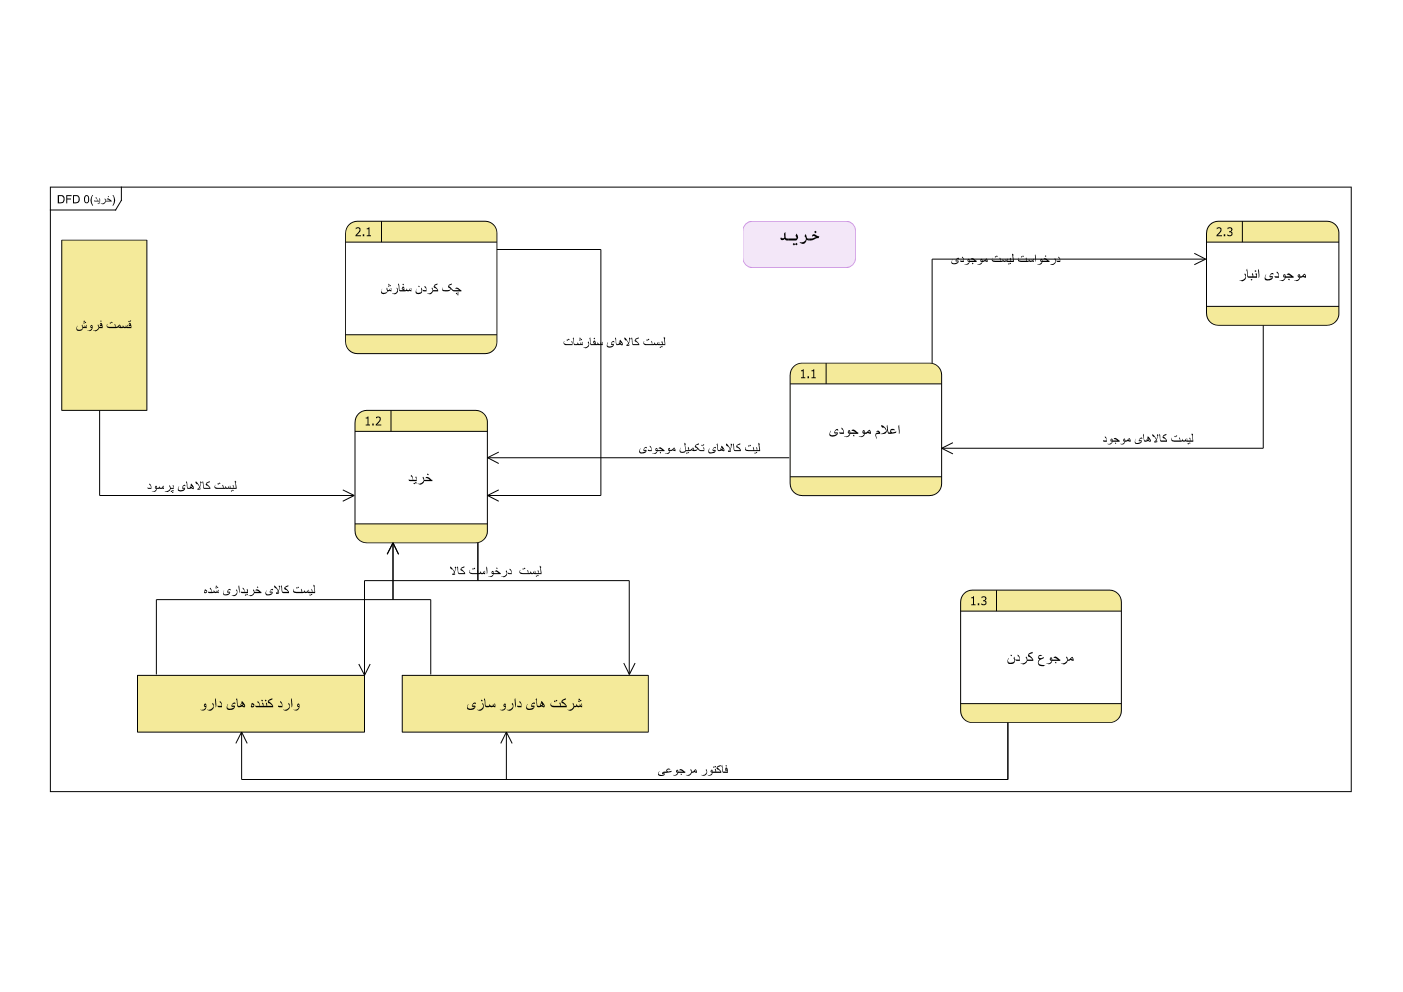 DFD 0(خرید)
2.1
چک کردن سفارش
خرید
2.3
موجودی انبار
قسمت فروش
درخواست لیست موجودی
لیست کالاهای سفارشات
1.1
اعلام موجودی
1.2
خرید
لیت کالاهای تکمیل موجودی
لیست کالاهای موجود
لیست کالاهای پرسود
لیست درخواست کالا
لیست کالای خریداری شده
1.3
مرجوع کردن
وارد کننده های دارو
شرکت های دارو سازی
فاکتور مرجوعی